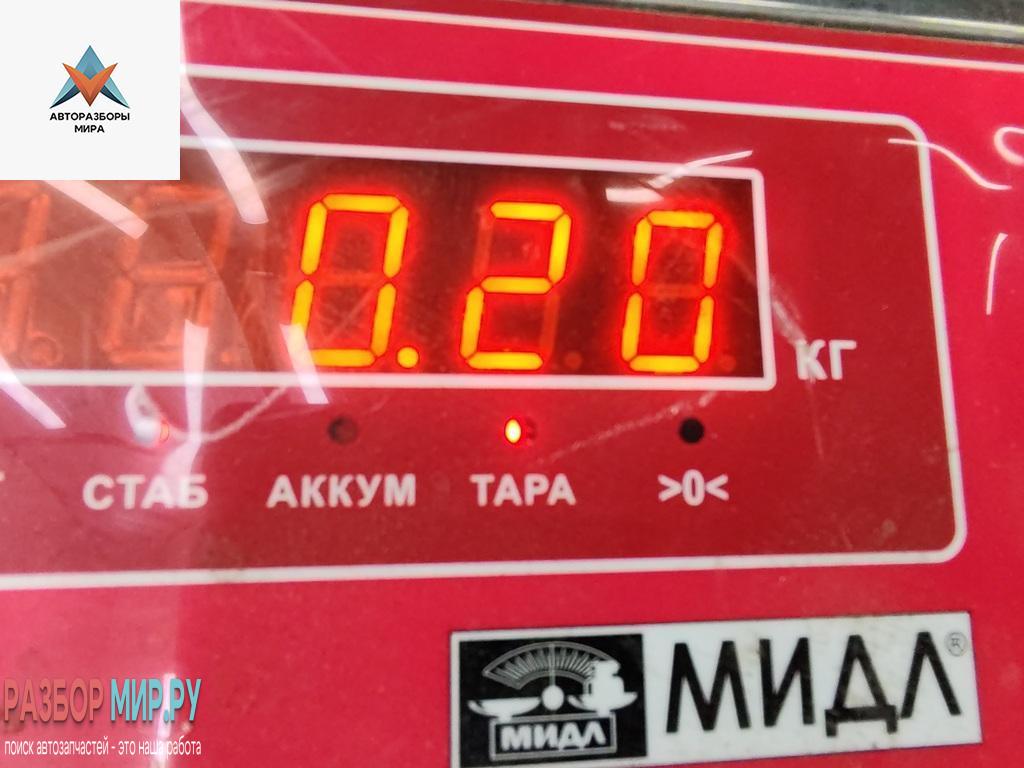 АВТОРАЗБОРЫ
МИРА
0.20
КГ
СТАБ АККУМ ТАРА >0<
МИДЛ®
МИДЛ
РАЗБОР МИР.РУ
поиск автозапчастей - это наша работа